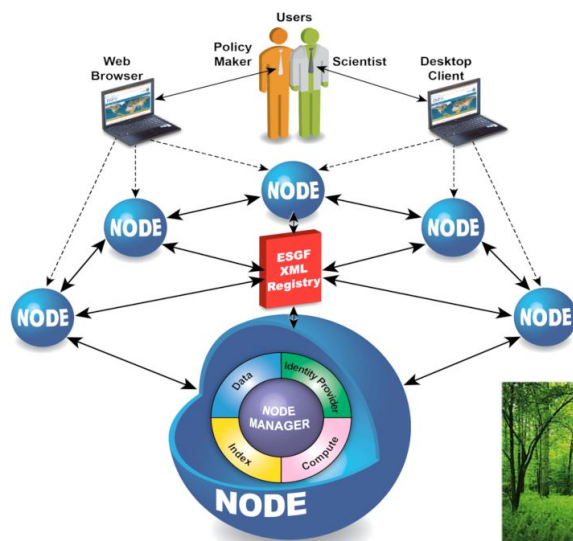 Users
Policy
Maker
Scientist
Web
Browser
Desktop
Client
NODE
NODE
NODE
ESGF
XML
Registry
NODE
NODE
Data
Identity Provider
NODE
MANAGER
Index
Compute
NODE